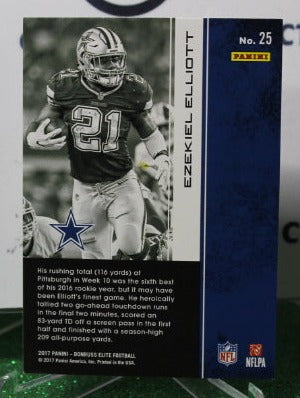 No. 25
PANINI
21
EZEKIEL ELLIOTT
His rushing total (116 yards) at
Pittsburgh in Week 10 was the sixth best
of his 2016 rookie year, but it may have
been Elliott's finest game. He heroically
tallied two go-ahead touchdown runs
in the final two minutes, scored an
83-yard TD off a screen pass in the first
half and finished with a season-high
209 all-purpose yards.
2017 PANINI - DONRUSS ELITE FOOTBALL
© 2017 Panini America, Inc. Printed in the USA.
NFL
NFLPA